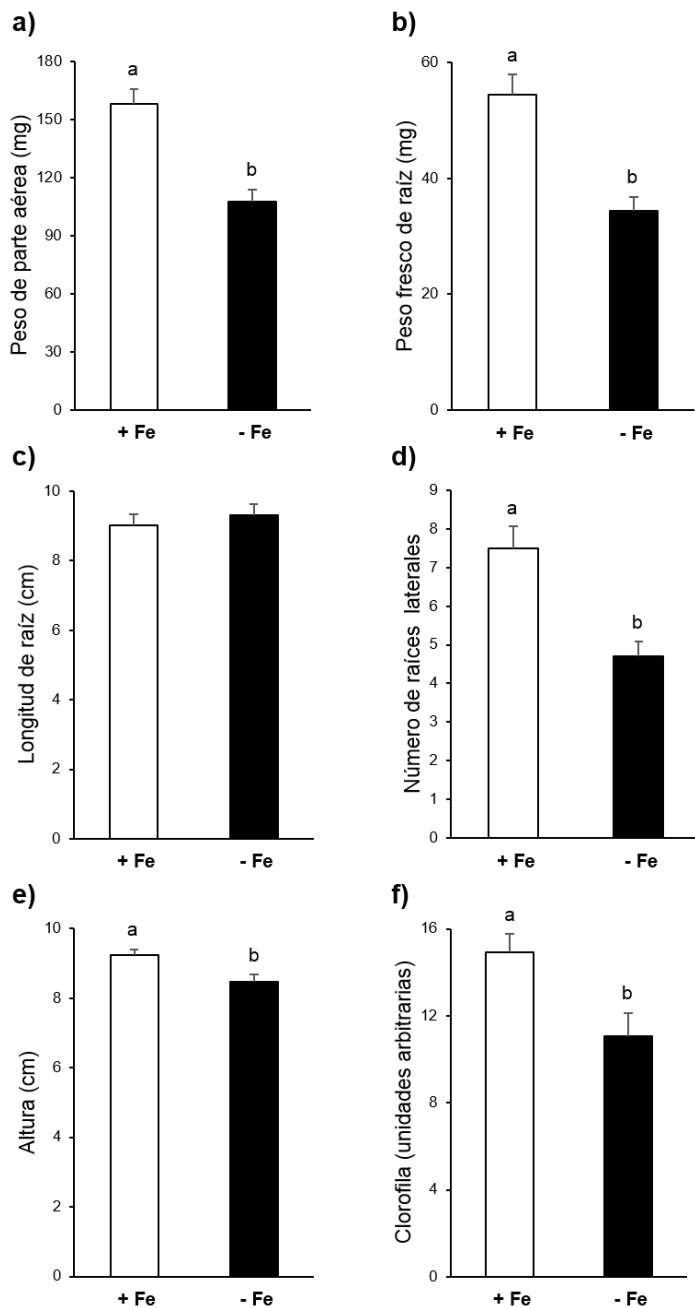 a)
Peso de parte aérea (mg)
180
150
120
90
60
30
0
a
b
+ Fe
- Fe
b)
Peso fresco de raíz (mg)
60
40
20
0
a
b
+ Fe
- Fe
c)
Longitud de raíz (cm)
10
8
6
4
2
0
+ Fe
- Fe
d)
Número de raíces laterales
9
8
7
6
5
4
3
2
1
0
a
b
+ Fe
- Fe
e)
Altura (cm)
10
8
6
4
2
0
a
b
+ Fe
- Fe
f)
Clorofila (unidades arbitrarias)
16
12
8
4
0
a
b
+ Fe
- Fe